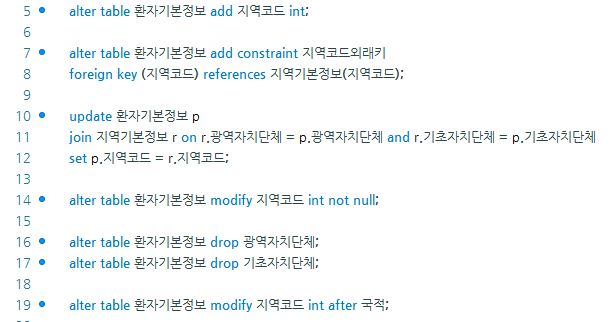 5 alter table 환자기본정보 add 지역코드 int;
6
7 alter table 환자기본정보 add constraint 지역코드외래키
8 foreign key (지역코드) references 지역기본정보(지역코드);
9
10 update 환자기본정보 p
11 join 지역기본정보 r on r.광역자치단체 = p.광역자치단체 and r.기초자치단체 = p.기초자치단체
12 set p.지역코드 = r.지역코드;
13
14 alter table 환자기본정보 modify 지역코드 int not null;
15
16 alter table 환자기본정보 drop 광역자치단체;
17 alter table 환자기본정보 drop 기초자치단체;
18
19 alter table 환자기본정보 modify 지역코드 int after 국적;